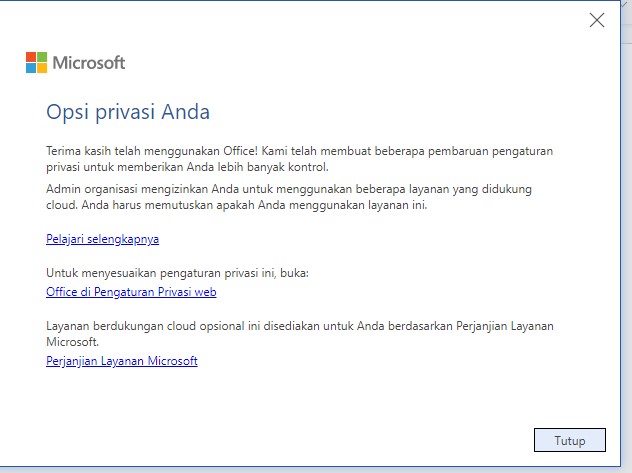 Microsoft
Opsi privasi Anda
Terima kasih telah menggunakan Office! Kami telah membuat beberapa pembaruan pengaturan
privasi untuk memberikan Anda lebih banyak kontrol.
Admin organisasi mengizinkan Anda untuk menggunakan beberapa layanan yang didukung
cloud. Anda harus memutuskan apakah Anda menggunakan layanan ini.
Pelajari selengkapnya
Untuk menyesuaikan pengaturan privasi ini, buka:
Office di Pengaturan Privasi web
Layanan berdukungan cloud opsional ini disediakan untuk Anda berdasarkan Perjanjian Layanan
Microsoft.
Perjanjian Layanan Microsoft
Tutup